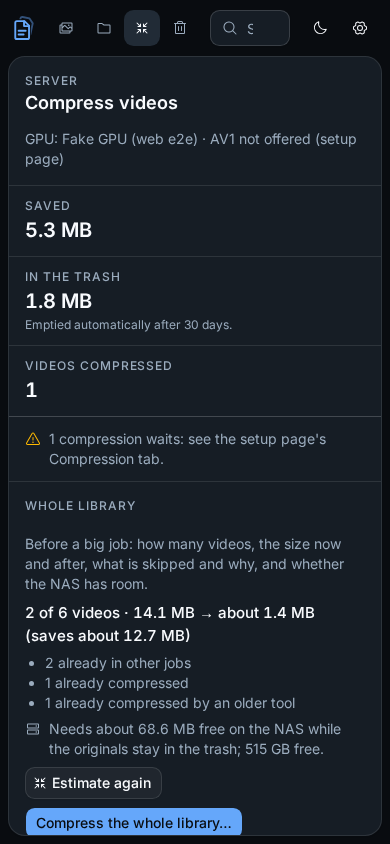 S
SERVER
Compress videos
GPU: Fake GPU (web e2e) · AV1 not offered (setup
page)
SAVED
5.3 MB
IN THE TRASH
1.8 MB
Emptied automatically after 30 days.
VIDEOS COMPRESSED
1
1 compression waits: see the setup page's
Compression tab.
WHOLE LIBRARY
Before a big job: how many videos, the size now
and after, what is skipped and why, and whether
the NAS has room.
2 of 6 videos · 14.1 MB → about 1.4 MB
(saves about 12.7 MB)
• 2 already in other jobs
• 1 already compressed
• 1 already compressed by an older tool
Needs about 68.6 MB free on the NAS while
the originals stay in the trash; 515 GB free.
Estimate again
Compress the whole library...